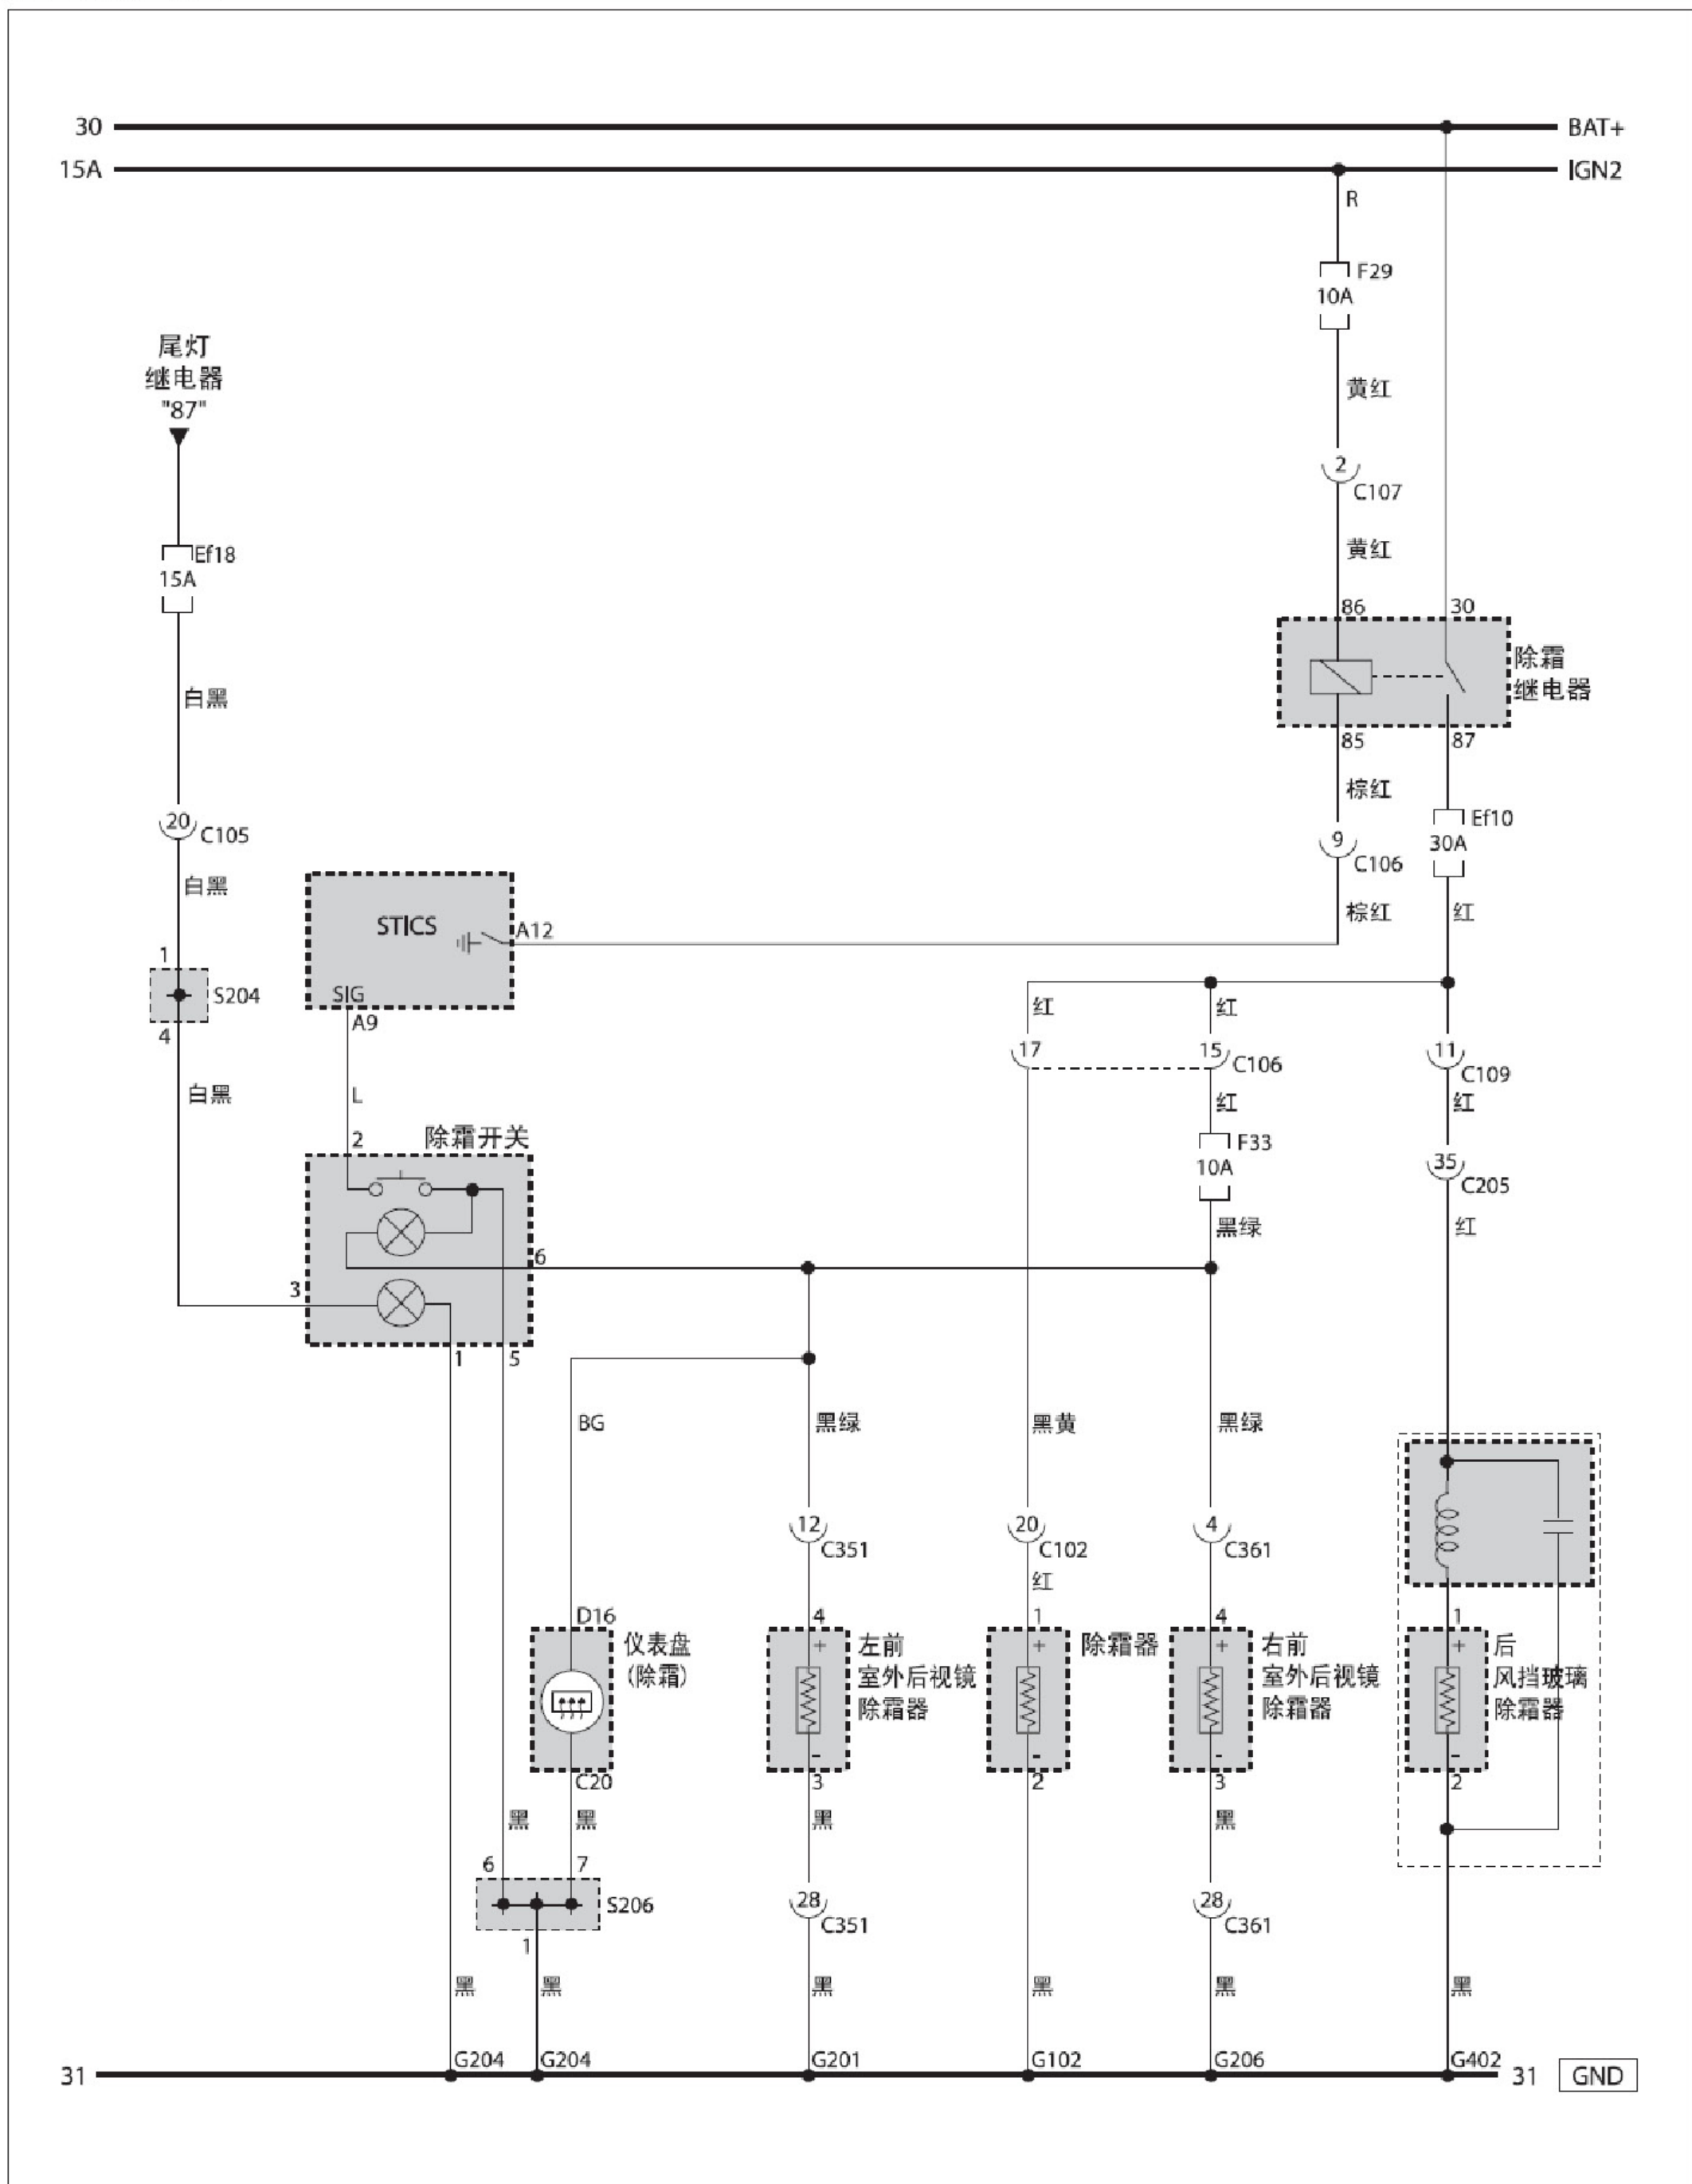 30
BAT+
15A
IGN2
R
F29
10A
尾灯
继电器
"87"
黄红
2
C107
Ef18
15A
黄红
86
30
除霜
继电器
白黑
85
87
棕红
Ef10
30A
20
C105
9
C106
白黑
棕红
红
STICS
A12
1
S204
SIG
4
A9
红
红
17
15
C106
11
C109
白黑
L
红
红
2
除霜开关
F33
10A
35
C205
黑绿
红
6
3
1
5
BG
黑绿
黑黄
黑绿
12
C351
20
C102
4
C361
红
D16
4
1
4
1
仪表盘
(除霜)
+
左前
室外后视镜
除霜器
+
除霜器
+
右前
室外后视镜
除霜器
+
后
风挡玻璃
除霜器
-
-
-
-
C20
3
2
3
2
黑
黑
黑
黑
6
7
S206
28
C351
28
C361
1
黑
黑
黑
黑
黑
黑
G204
G204
G201
G102
G206
G402
31
31
GND